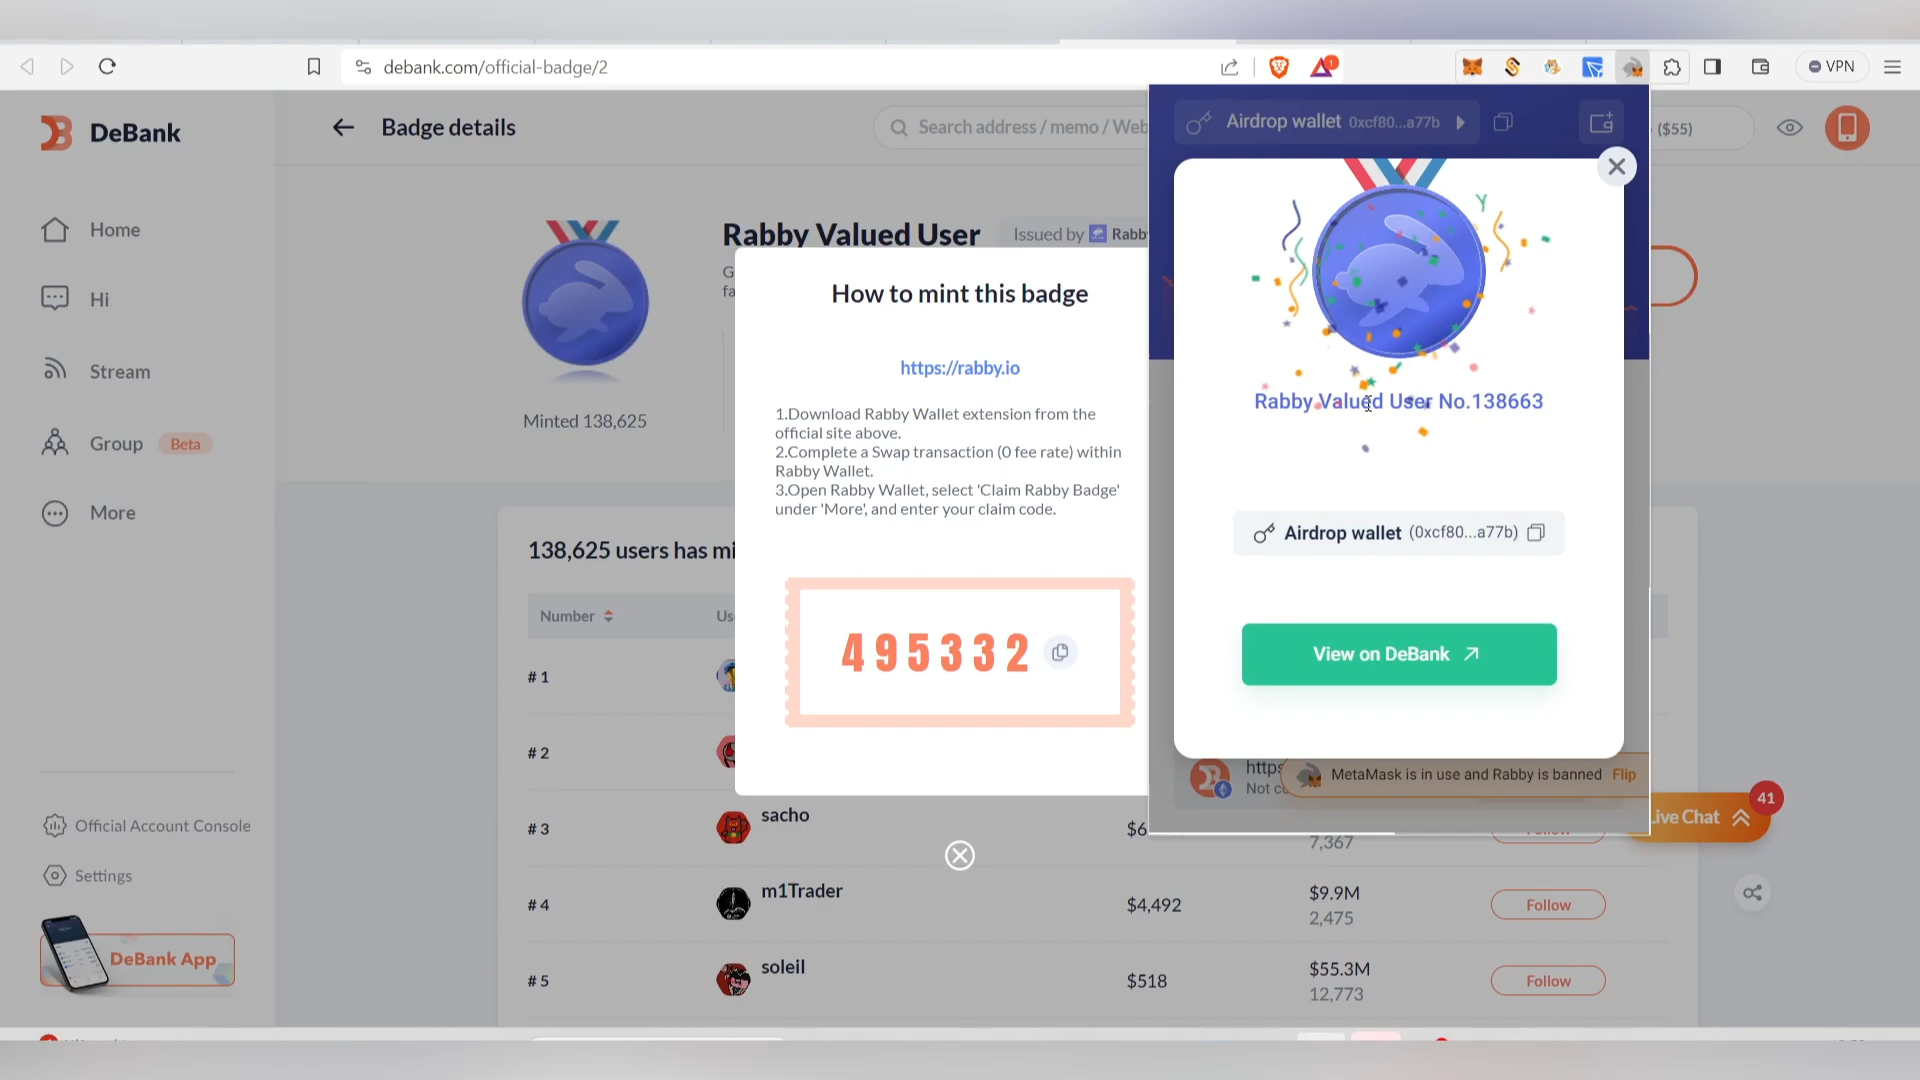 debank.com/official-badge/2
1
VPN
DeBank
Badge details
Search address / memo / Web
Airdrop wallet 0xcf80...a77b
($55)
Home
Hi
Stream
Group Beta
More
Official Account Console
Settings
DeBank App
Rabby Valued User
Issued by Rabby
Minted 138,625
How to mint this badge
https://rabby.io
1.Download Rabby Wallet extension from the
official site above.
2.Complete a Swap transaction (0 fee rate) within
Rabby Wallet.
3.Open Rabby Wallet, select 'Claim Rabby Badge'
under 'More', and enter your claim code.
495332
Rabby Valued User No.138663
Airdrop wallet (0xcf80...a77b)
View on DeBank
https
MetaMask is in use and Rabby is banned Flip
Live Chat
41
138,625 users has mi
Number
# 1
# 2
# 3 sacho $6
7,367
# 4 m1Trader $4,492 $9.9M Follow
2,475
# 5 soleil $518 $55.3M Follow
12,773